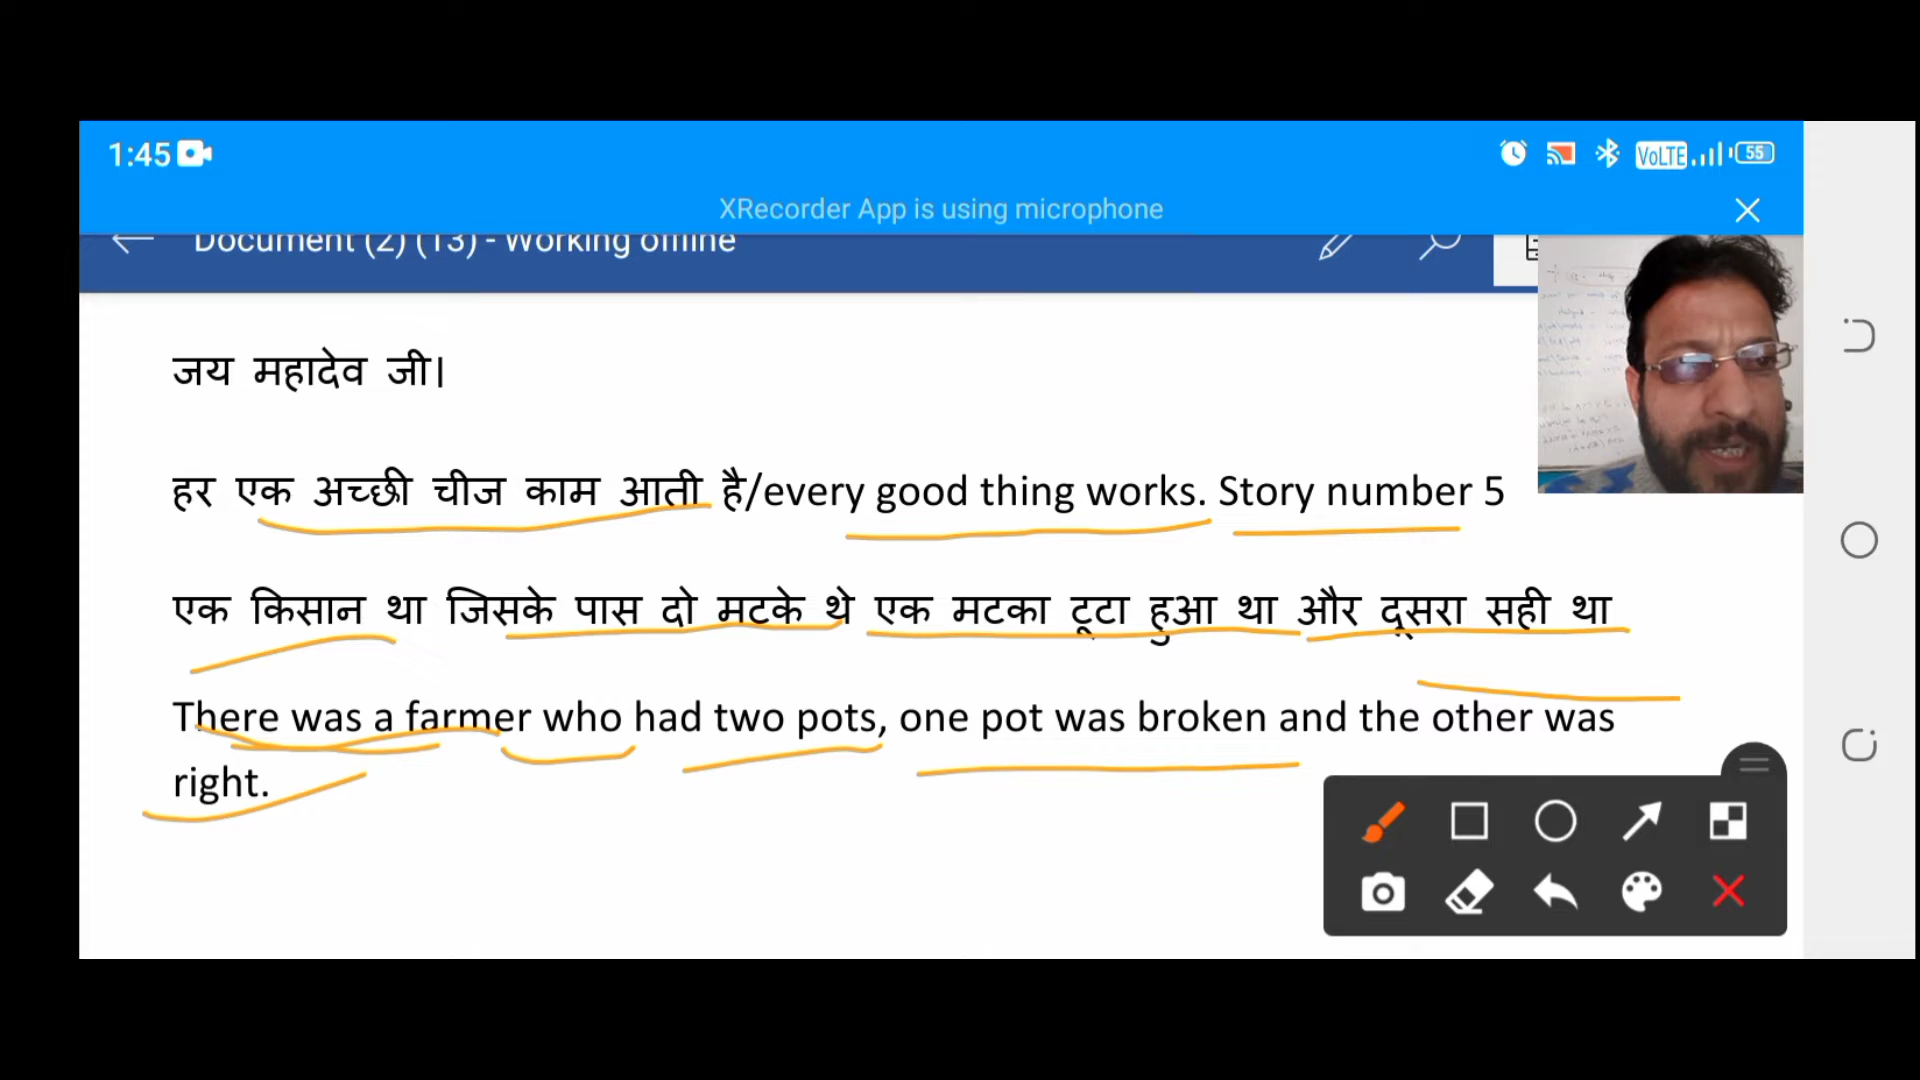 1:45
VoLTE
55
XRecorder App is using microphone
Document (2) (13) - Working offline
जय महादेव जी।
हर एक अच्छी चीज काम आती है/every good thing works. Story number 5
एक किसान था जिसके पास दो मटके थे एक मटका टूटा हुआ था और दूसरा सही था
There was a farmer who had two pots, one pot was broken and the other was
right.